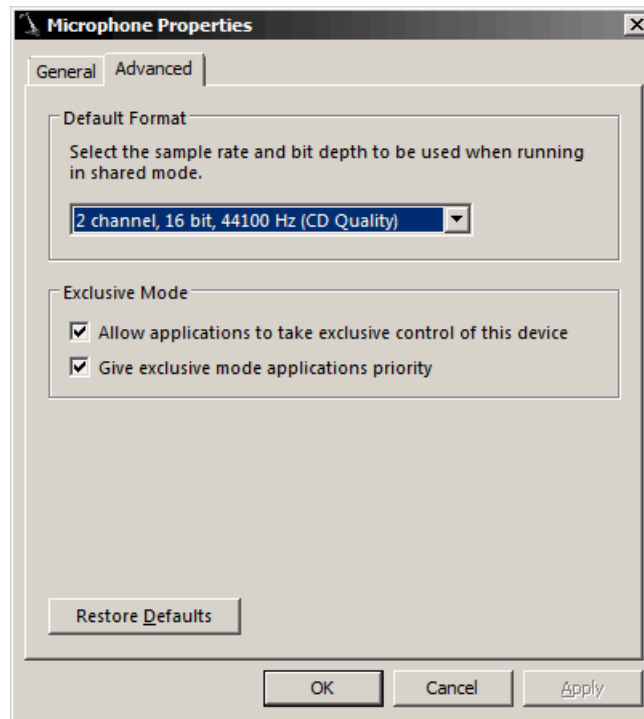 Microphone Properties
General
Advanced
Default Format
Select the sample rate and bit depth to be used when running
in shared mode.
2 channel, 16 bit, 44100 Hz (CD Quality)
Exclusive Mode
Allow applications to take exclusive control of this device
Give exclusive mode applications priority
Restore Defaults
OK
Cancel
Apply